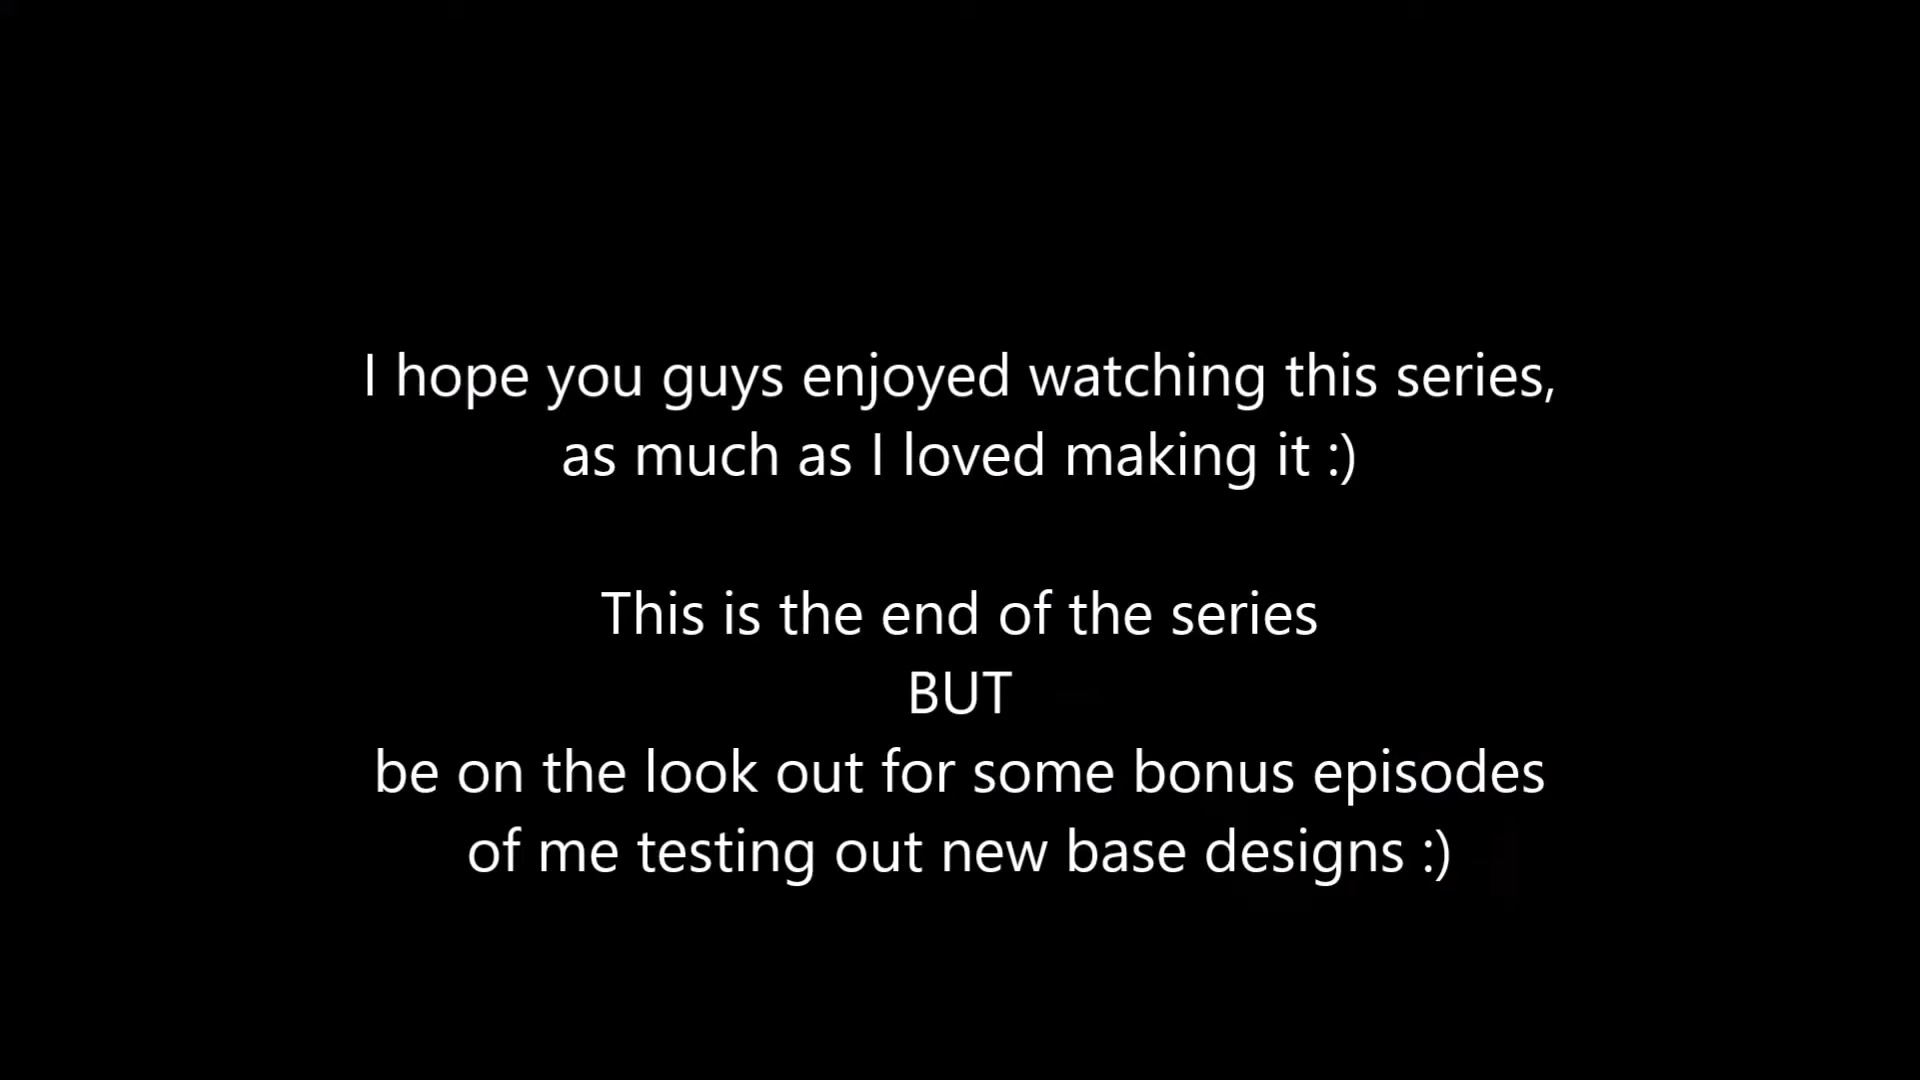 I hope you guys enjoyed watching this series,
as much as I loved making it :)
This is the end of the series
BUT
be on the look out for some bonus episodes
of me testing out new base designs :)